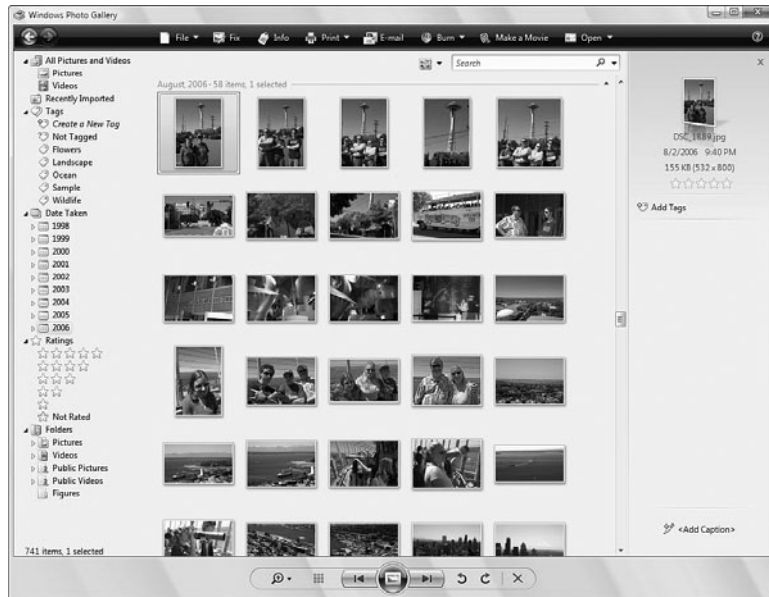 Windows Photo Gallery
File Fix Info Print E-mail Burn Make a Movie Open
All Pictures and Videos
Pictures
Videos
Recently Imported
Tags
Create a New Tag
Not Tagged
Flowers
Landscape
Ocean
Sample
Wildlife
Date Taken
1998
1999
2000
2001
2002
2003
2004
2005
2006
Ratings
Not Rated
Folders
Pictures
Videos
Public Pictures
Public Videos
Figures
741 items, 1 selected
Search
August, 2006 - 58 items, 1 selected
DSC_1889.jpg
8/2/2006 9:40 PM
155 KB (532 x 800)
Add Tags
<Add Caption>